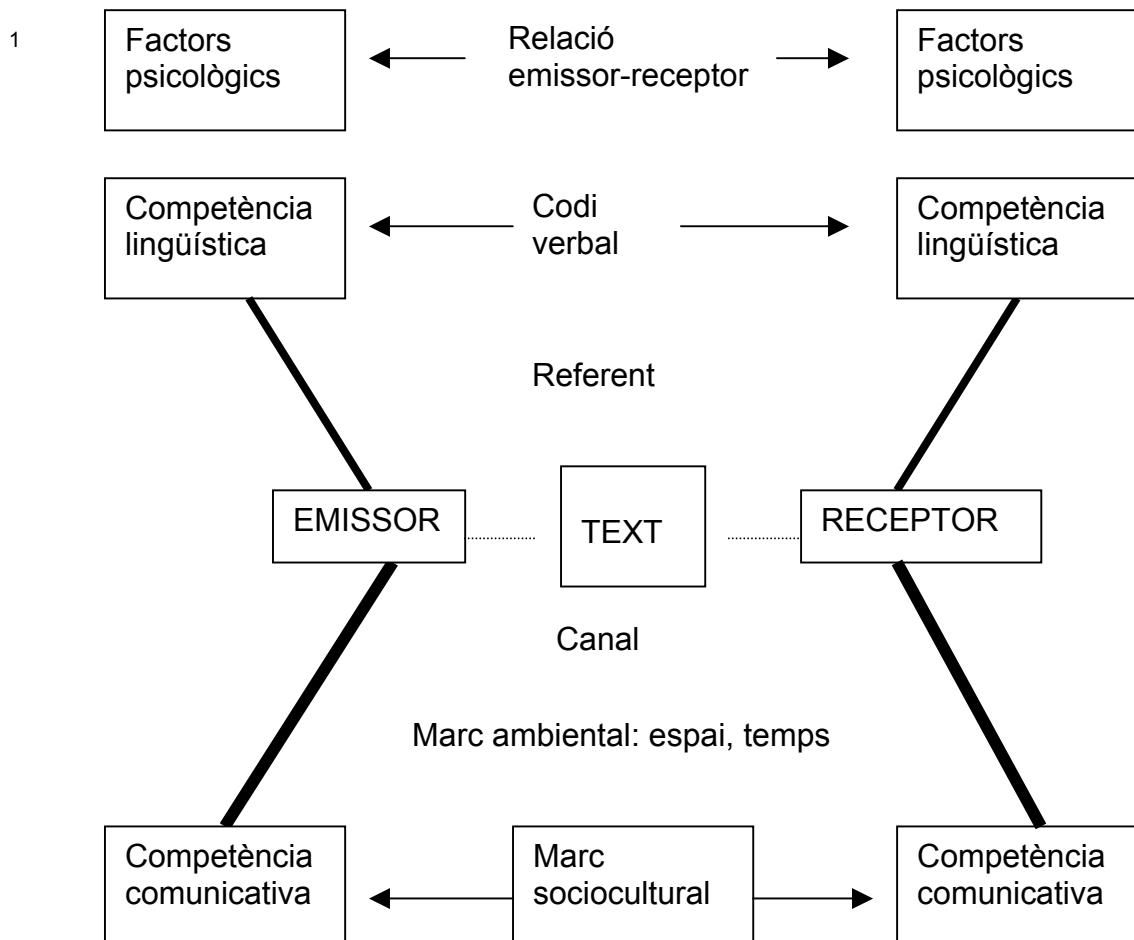 1
Factors
psicològics
Relació
emissor-receptor
Factors
psicològics
Competència
lingüística
Codi
verbal
Competència
lingüística
Referent
EMISSOR
TEXT
RECEPTOR
Canal
Marc ambiental: espai, temps
Competència
comunicativa
Marc
sociocultural
Competència
comunicativa